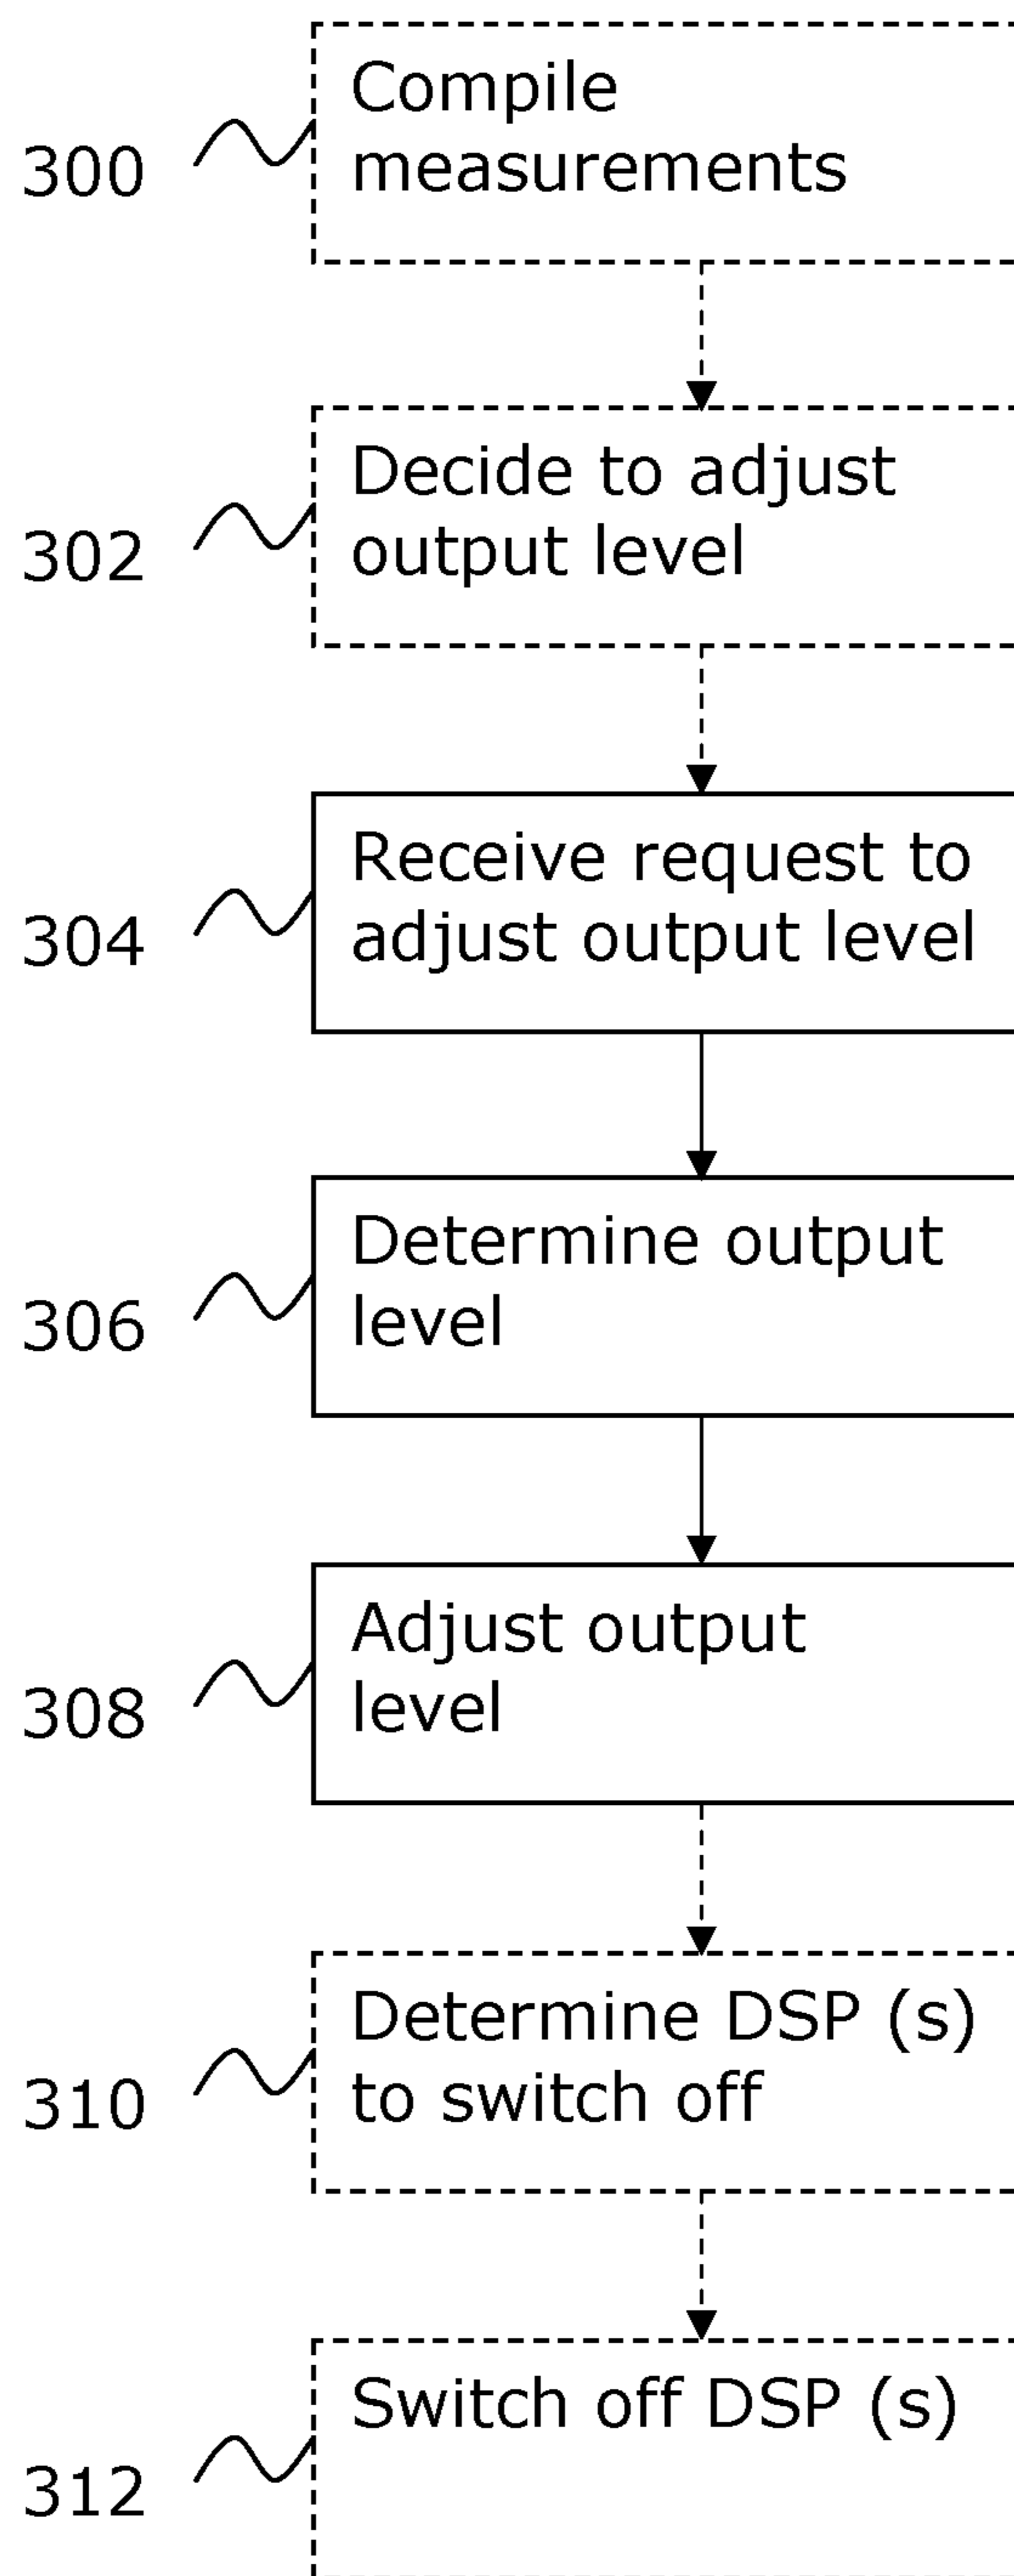 Compile
measurements
300
Decide to adjust
output level
302
Receive request to
adjust output level
304
Determine output
level
306
Adjust output
level
308
Determine DSP (s)
to switch off
310
Switch off DSP (s)
312